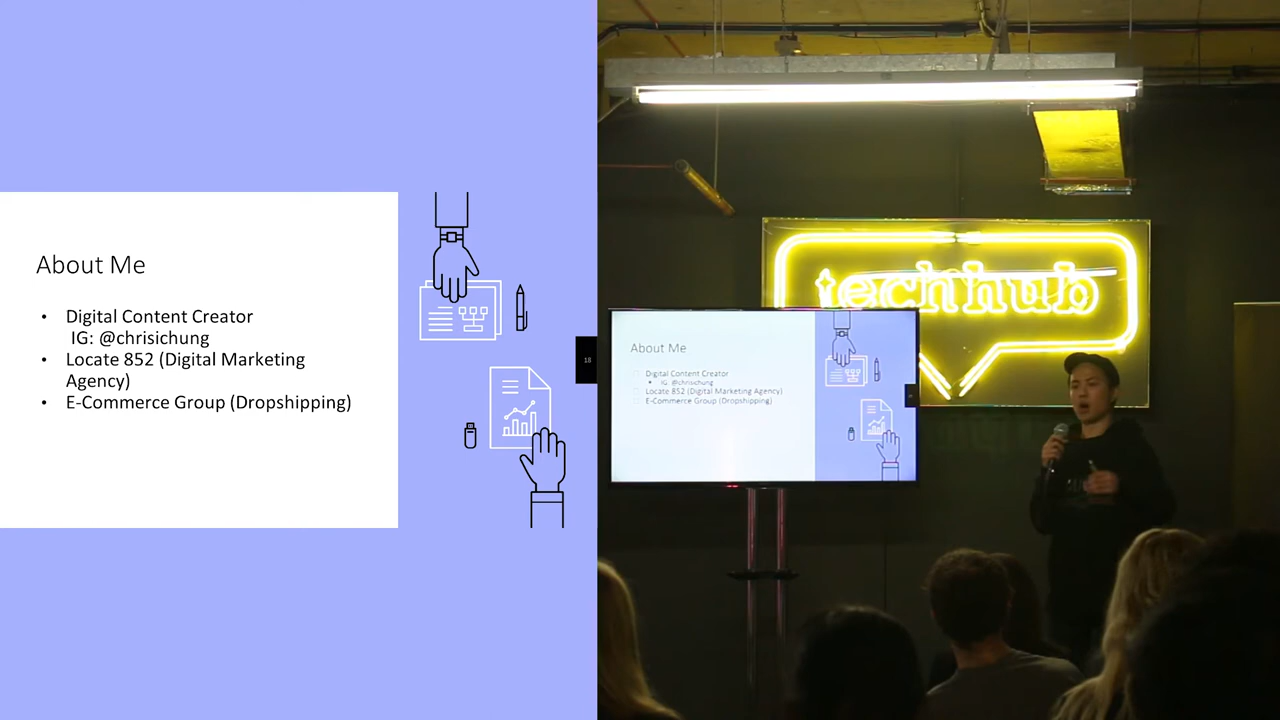 About Me
• Digital Content Creator
IG: @chrisichung
• Locate 852 (Digital Marketing
Agency)
• E-Commerce Group (Dropshipping)
18
techhub
About Me
Digital Content Creator
• IG: @chrisichung
Locate 852 (Digital Marketing Agency)
E-Commerce Group (Dropshipping)